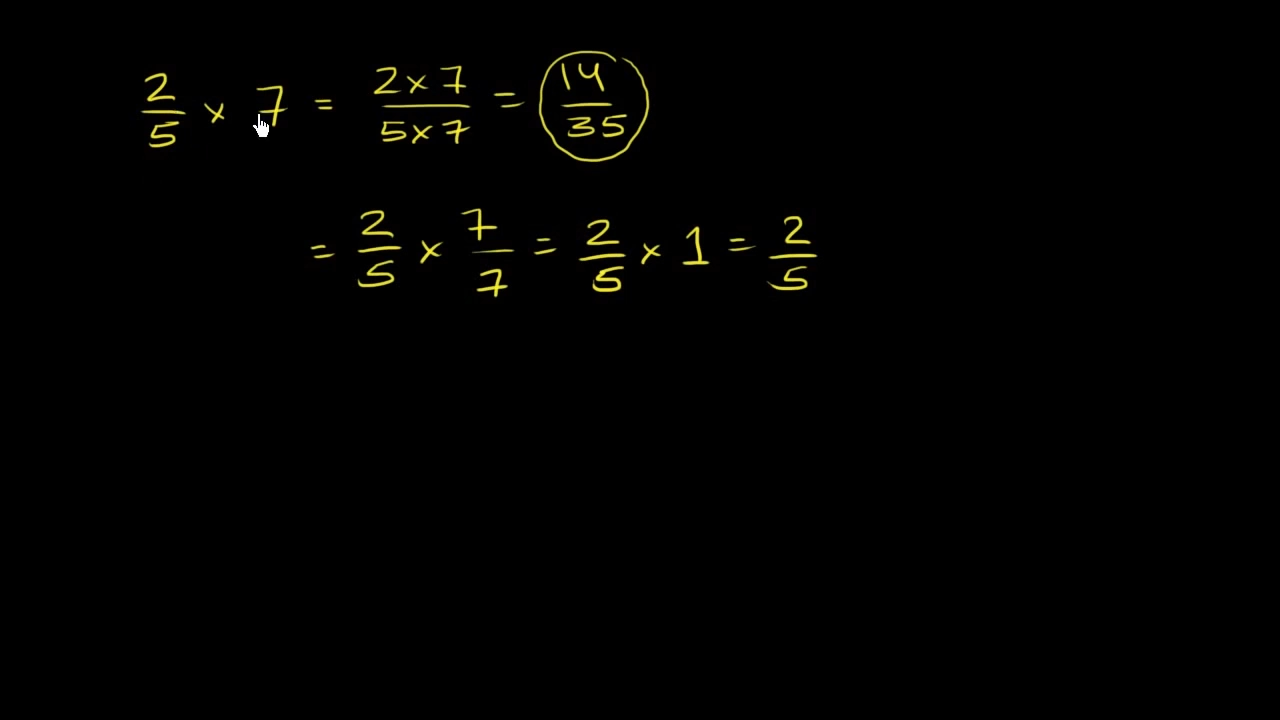 2/5 × 7 = (2 × 7)/(5 × 7) = 14/35
= 2/5 × 7/7 = 2/5 × 1 = 2/5